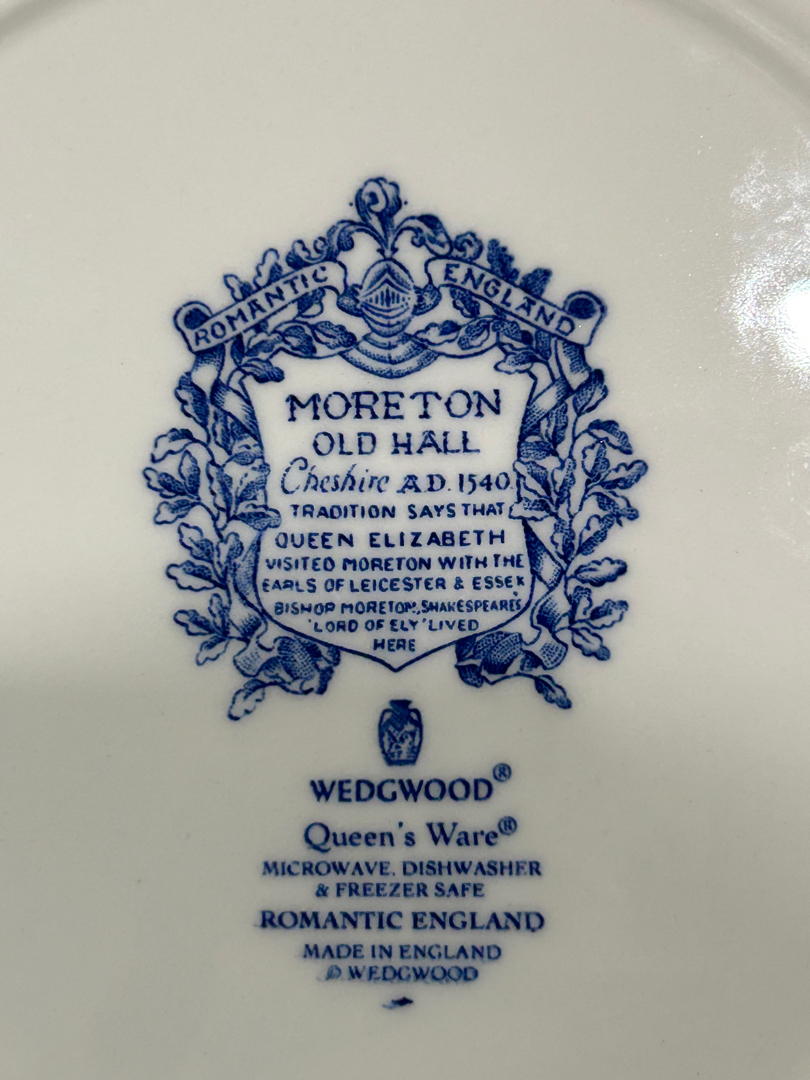 ROMANTIC ENGLAND
MORETON
OLD HALL
Cheshire A.D. 1540
TRADITION SAYS THAT
QUEEN ELIZABETH
VISITED MORETON WITH THE
EARLS OF LEICESTER & ESSEX
BISHOP MORETON, SHAKESPEARE'S
'LORD OF ELY' LIVED
HERE
WEDGWOOD®
Queen's Ware®
MICROWAVE, DISHWASHER
& FREEZER SAFE
ROMANTIC ENGLAND
MADE IN ENGLAND
© WEDGWOOD